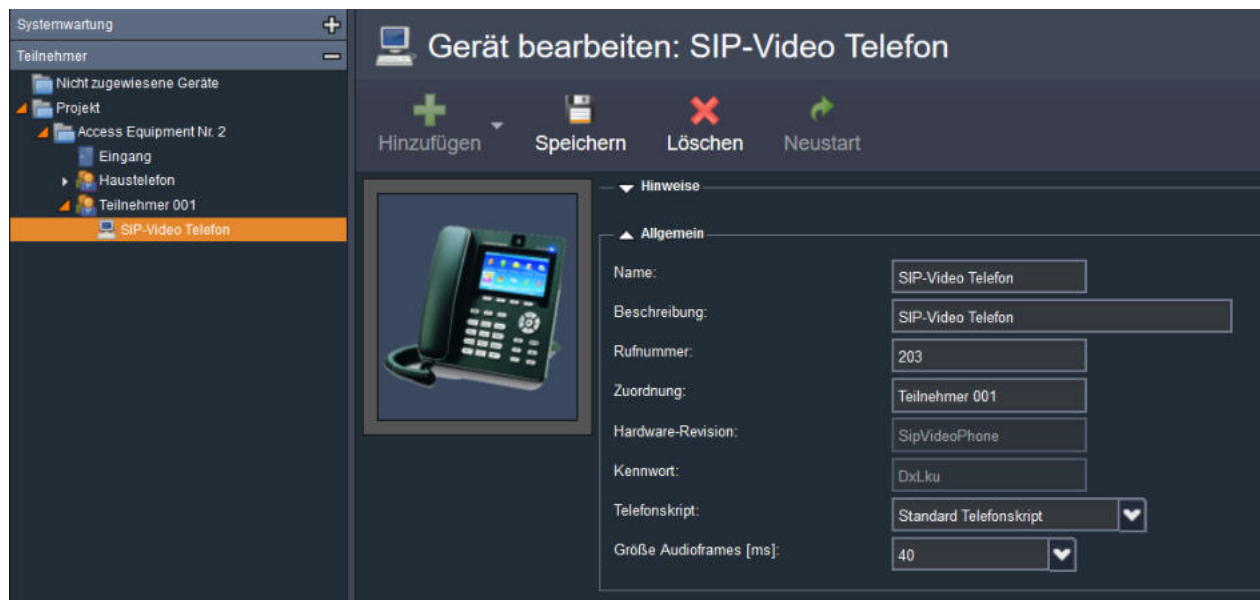 Systemwartung
Teilnehmer
Nicht zugewiesene Geräte
Projekt
Access Equipment Nr. 2
Eingang
Haustelefon
Teilnehmer 001
SIP-Video Telefon
Gerät bearbeiten: SIP-Video Telefon
Hinzufügen Speichern Löschen Neustart
Hinweise
Allgemein
Name: SIP-Video Telefon
Beschreibung: SIP-Video Telefon
Rufnummer: 203
Zuordnung: Teilnehmer 001
Hardware-Revision: SipVideoPhone
Kennwort: DxLku
Telefonskript: Standard Telefonskript
Größe Audioframes [ms]: 40